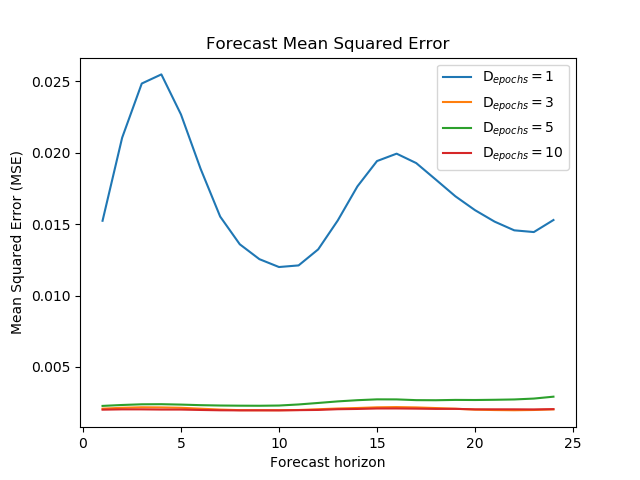 Forecast Mean Squared Error
Mean Squared Error (MSE)
0.025
0.020
0.015
0.010
0.005
D_epochs = 1
D_epochs = 3
D_epochs = 5
D_epochs = 10
0 5 10 15 20 25
Forecast horizon